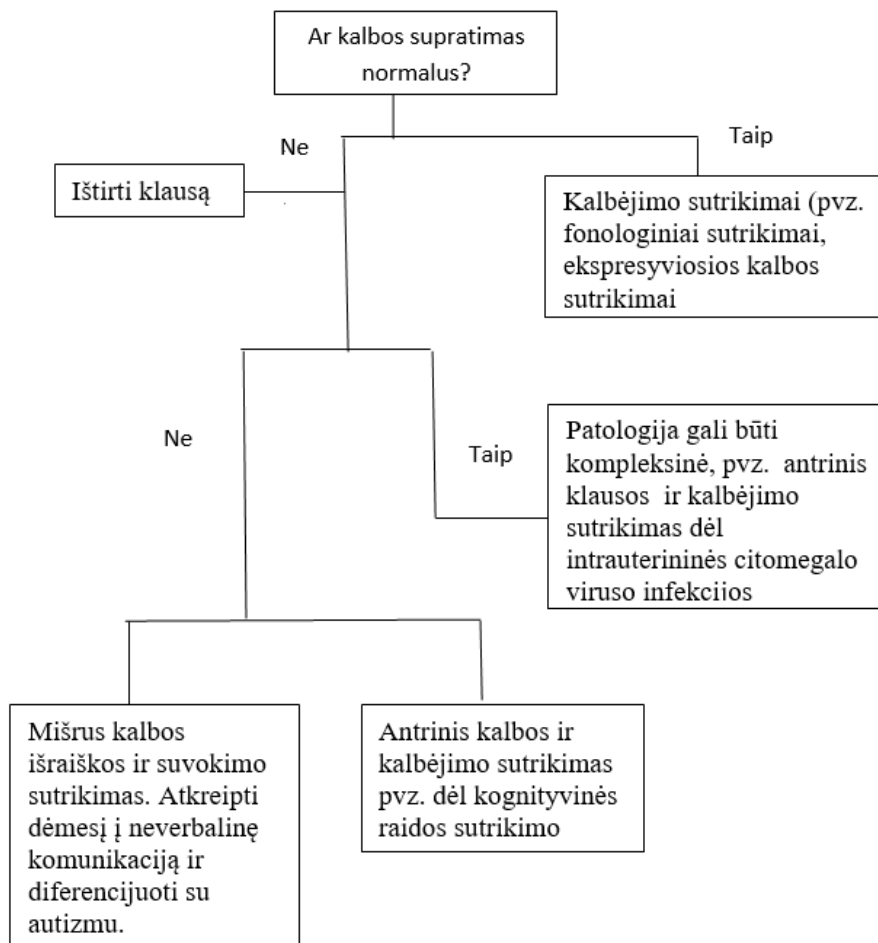 Ar kalbos supratimas
normalus?
Ne
Taip
Ištirti klausą
Kalbėjimo sutrikimai (pvz.
fonologiniai sutrikimai,
ekspresyviosios kalbos
sutrikimai
Ne
Taip
Patologija gali būti
kompleksinė, pvz. antrinis
klausos ir kalbėjimo
sutrikimas dėl
intrauterininės citomegalo
viruso infekcijos
Mišrus kalbos
išraiškos ir suvokimo
sutrikimas. Atkreipti
dėmesį į neverbalinę
komunikaciją ir
diferencijuoti su
autizmu.
Antrinis kalbos ir
kalbėjimo sutrikimas
pvz. dėl kognityvinės
raidos sutrikimo